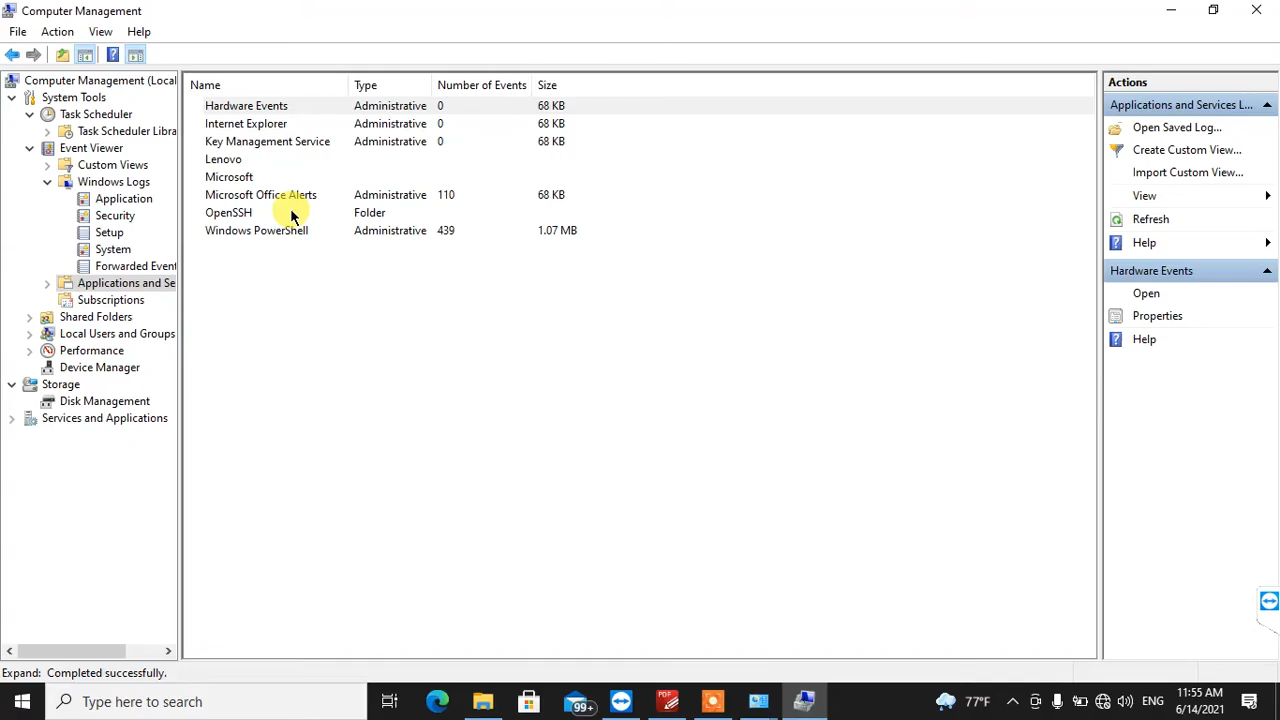 Computer Management
File Action View Help
Computer Management (Local
System Tools
Task Scheduler
Task Scheduler Libra
Event Viewer
Custom Views
Windows Logs
Application
Security
Setup
System
Forwarded Event
Applications and Se
Subscriptions
Shared Folders
Local Users and Groups
Performance
Device Manager
Storage
Disk Management
Services and Applications
Name Type Number of Events Size
Hardware Events Administrative 0 68 KB
Internet Explorer Administrative 0 68 KB
Key Management Service Administrative 0 68 KB
Lenovo
Microsoft
Microsoft Office Alerts Administrative 110 68 KB
OpenSSH Folder
Windows PowerShell Administrative 439 1.07 MB
Actions
Applications and Services L...
Open Saved Log...
Create Custom View...
Import Custom View...
View
Refresh
Help
Hardware Events
Open
Properties
Help
Expand: Completed successfully.
Type here to search
99+
PDF
77°F
ENG
11:55 AM
6/14/2021